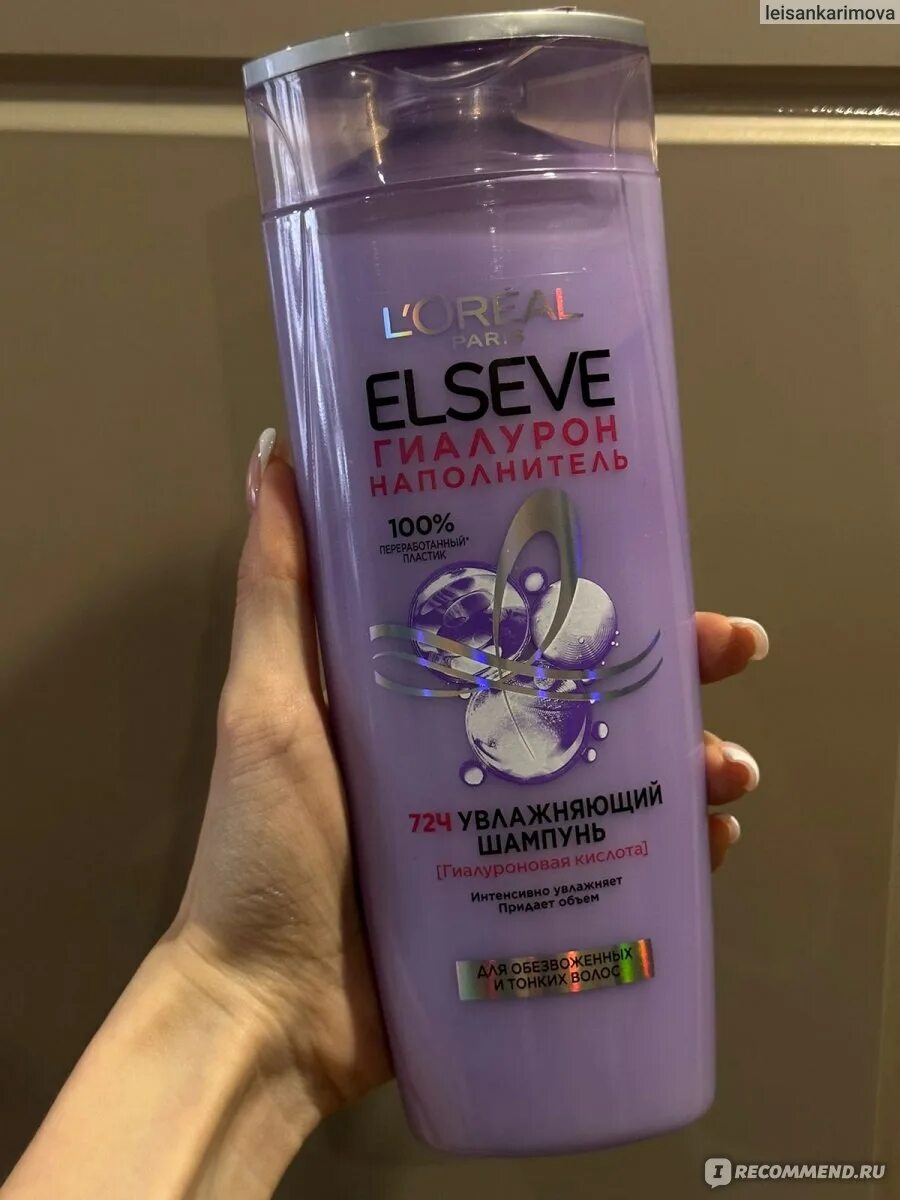 leisankarimova
L'ORÉAL
PARIS
ELSEVE
ГИАЛУРОН
НАПОЛНИТЕЛЬ
100%
ПЕРЕРАБОТАННЫЙ*
ПЛАСТИК
72Ч УВЛАЖНЯЮЩИЙ
ШАМПУНЬ
[Гиалуроновая кислота]
Интенсивно увлажняет
Придает объем
ДЛЯ ОБЕЗВОЖЕННЫХ
И ТОНКИХ ВОЛОС
I RECOMMEND.RU